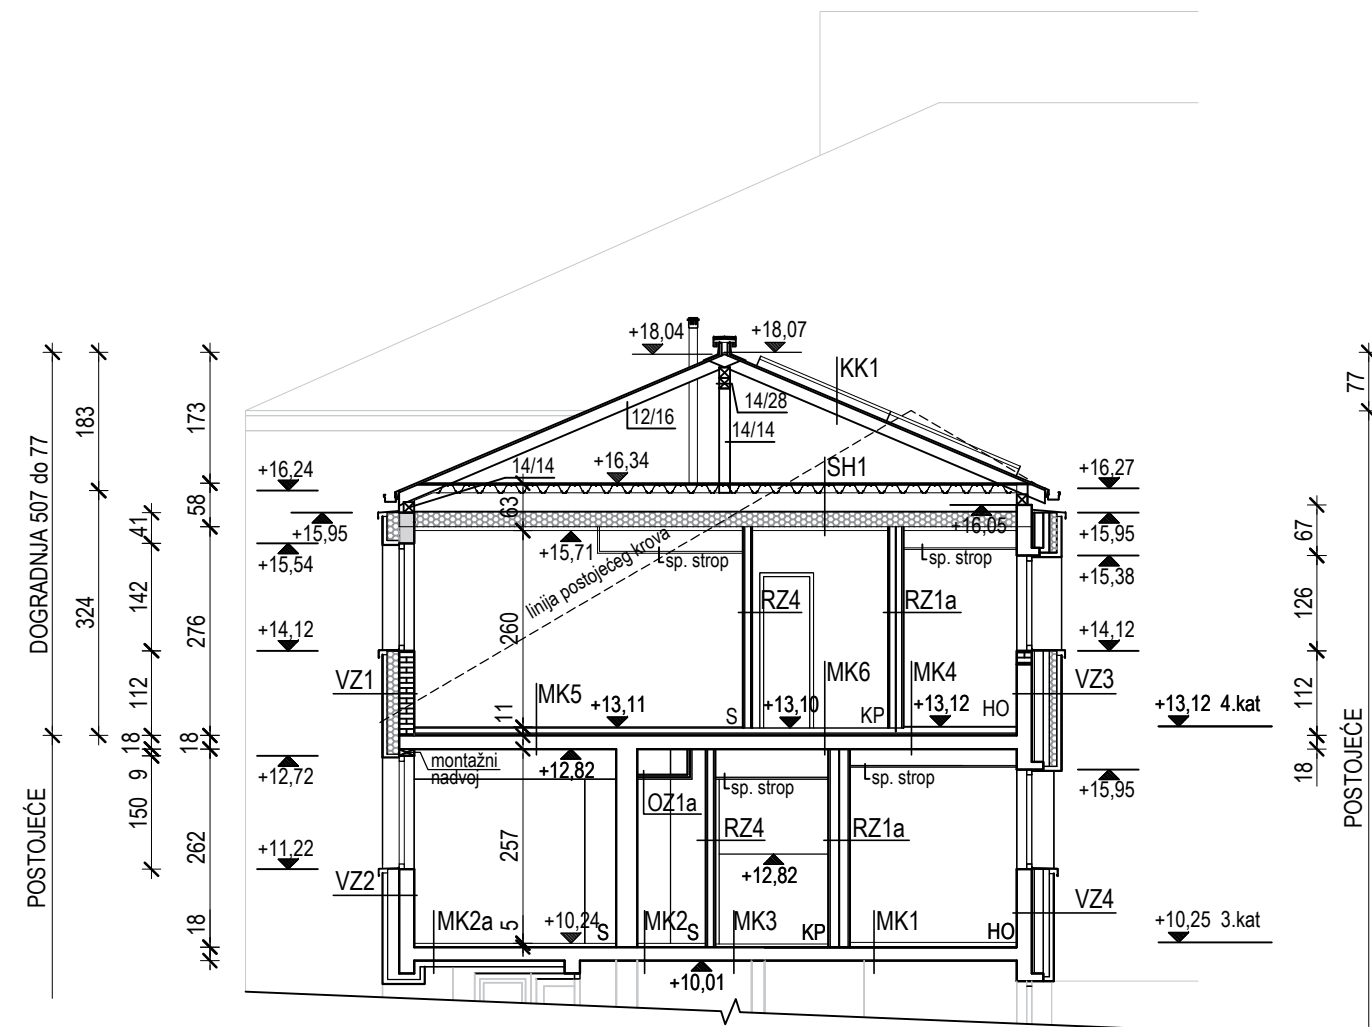 +18,04
+18,07
KK1
77
183
173
12/16
14/28
14/14
+16,24
14/14
+16,34
SH1
+16,27
DOGRADNJA 507 do 77
58
63
41
+15,95
+15,54
+15,71
linija postojećeg krova
sp. strop
+16,05
sp. strop
+15,95
+15,38
67
324
142
276
260
RZ4
RZ1a
126
+14,12
+14,12
VZ1
112
MK5
MK6
MK4
VZ3
112
11
+13,11
S
+13,10
KP
+13,12
HO
+13,12 4.kat
18
18
montažni
nadvoj
+12,82
+12,72
9
sp. strop
sp. strop
+15,95
18
POSTOJEĆE
POSTOJEĆE
150
262
257
OZ1a
RZ4
RZ1a
+11,22
+12,82
VZ2
VZ4
MK2a
+10,24
S
MK2
S
MK3
KP
MK1
HO
+10,25 3.kat
18
5
+10,01